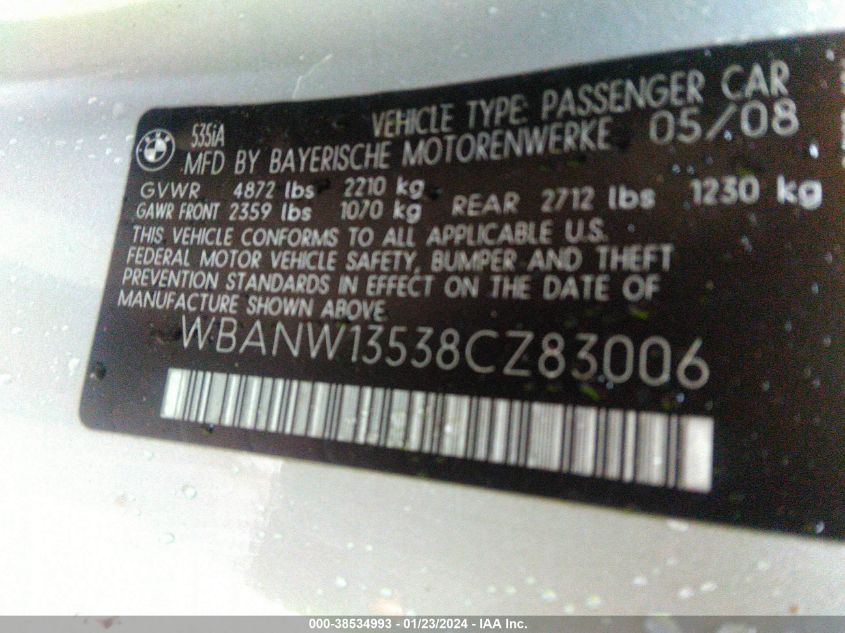 BMW
535iA
VEHICLE TYPE: PASSENGER CAR
MFD BY BAYERISCHE MOTORENWERKE 05/08
GVWR 4872 lbs 2210 kg
GAWR FRONT 2359 lbs 1070 kg REAR 2712 lbs 1230 kg
THIS VEHICLE CONFORMS TO ALL APPLICABLE U.S.
FEDERAL MOTOR VEHICLE SAFETY, BUMPER AND THEFT
PREVENTION STANDARDS IN EFFECT ON THE DATE OF
MANUFACTURE SHOWN ABOVE.
WBANW13538CZ83006
000-38534993 - 01/23/2024 - IAA Inc.